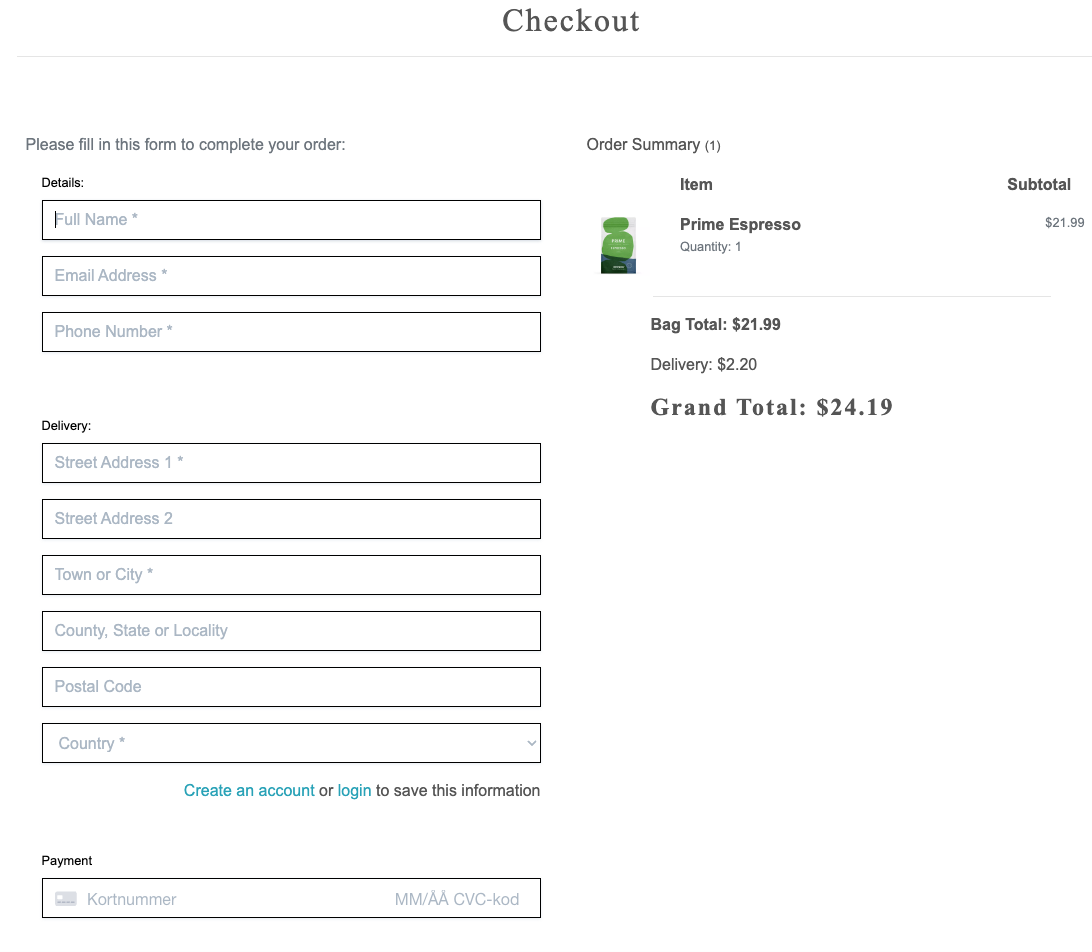 Checkout
Please fill in this form to complete your order:
Details:
Full Name *
Email Address *
Phone Number *
Delivery:
Street Address 1 *
Street Address 2
Town or City *
County, State or Locality
Postal Code
Country *
Create an account or login to save this information
Payment
Kortnummer MM/ÅÅ CVC-kod
Order Summary (1)
Item Subtotal
Prime Espresso $21.99
Quantity: 1
PRIME
ESPRESSO
Bag Total: $21.99
Delivery: $2.20
Grand Total: $24.19